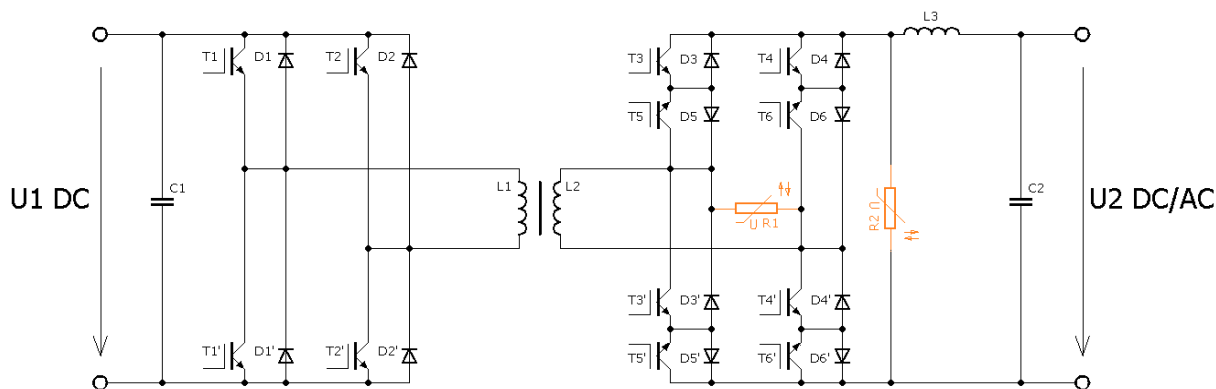 T1 D1 T2 D2 T3 D3 T4 D4 L3
T5 D5 T6 D6
U1 DC C1 L1 L2 C2 U2 DC/AC
U R1 R2 U
T3' D3' T4' D4'
T1' D1' T2' D2' T5' D5' T6' D6'